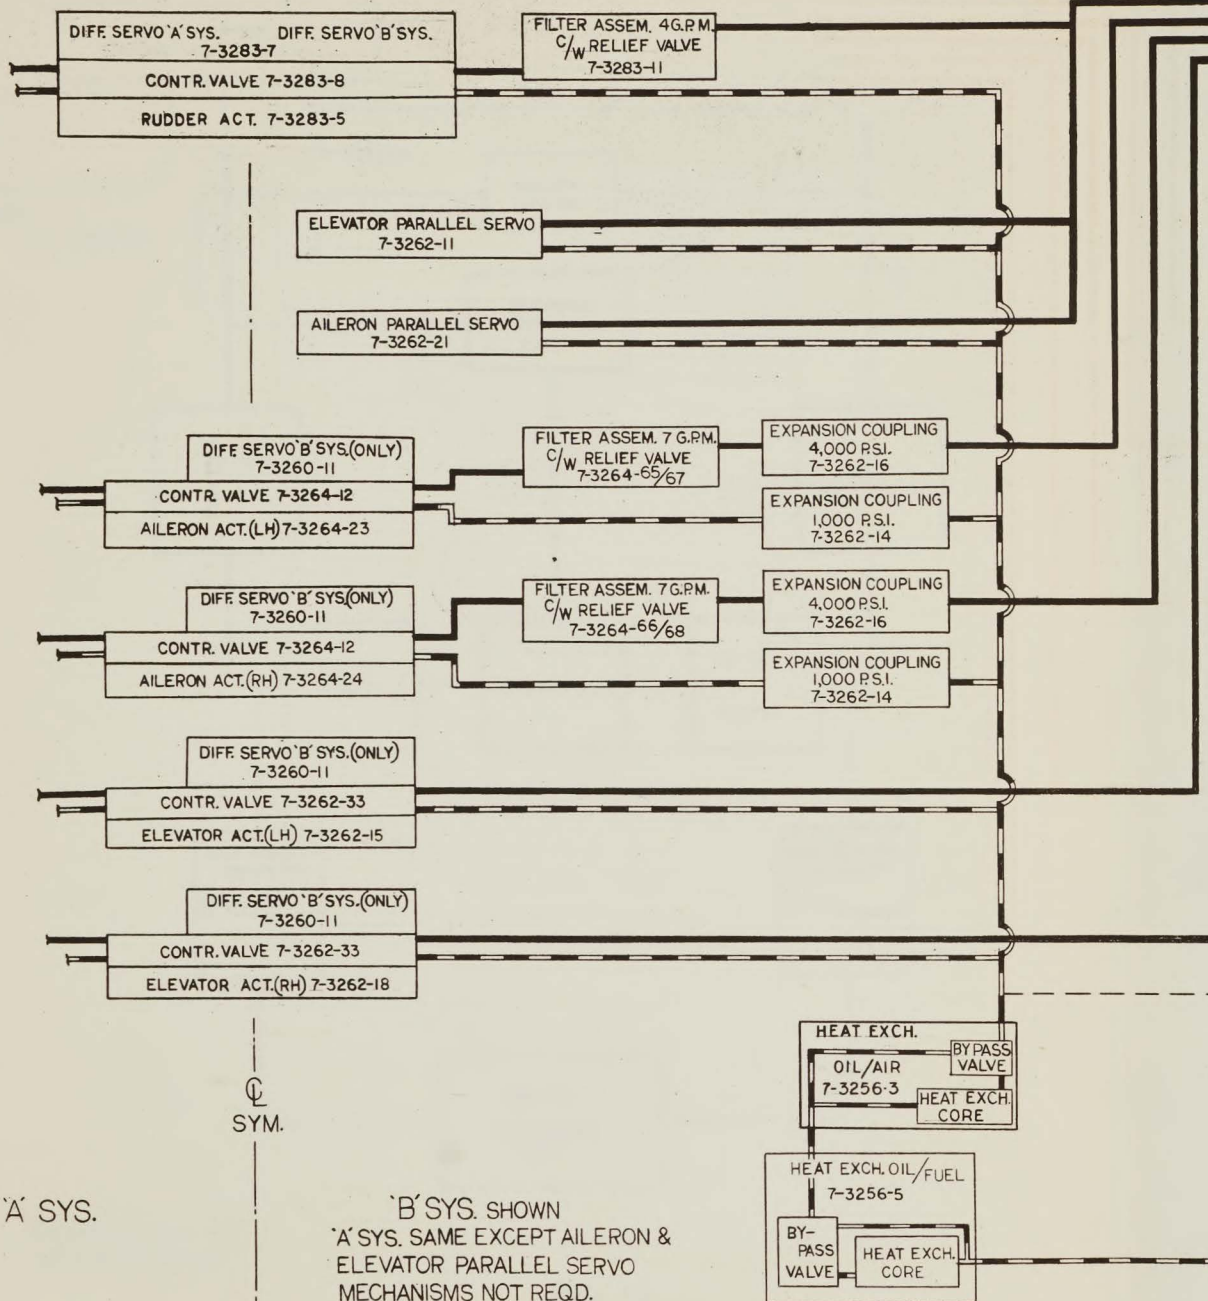 DIFF. SERVO 'A' SYS. DIFF. SERVO 'B' SYS.
7-3283-7
CONTR. VALVE 7-3283-8
RUDDER ACT. 7-3283-5
FILTER ASSEM. 4 G.P.M.
C/W RELIEF VALVE
7-3283-11
ELEVATOR PARALLEL SERVO
7-3262-11
AILERON PARALLEL SERVO
7-3262-21
DIFF. SERVO 'B' SYS.(ONLY)
7-3260-11
CONTR. VALVE 7-3264-12
AILERON ACT.(LH) 7-3264-23
FILTER ASSEM. 7 G.P.M.
C/W RELIEF VALVE
7-3264-65/67
EXPANSION COUPLING
4,000 P.S.I.
7-3262-16
EXPANSION COUPLING
1,000 P.S.I.
7-3262-14
DIFF. SERVO 'B' SYS.(ONLY)
7-3260-11
CONTR. VALVE 7-3264-12
AILERON ACT.(RH) 7-3264-24
FILTER ASSEM. 7 G.P.M.
C/W RELIEF VALVE
7-3264-66/68
EXPANSION COUPLING
4,000 P.S.I.
7-3262-16
EXPANSION COUPLING
1,000 P.S.I.
7-3262-14
DIFF. SERVO 'B' SYS.(ONLY)
7-3260-11
CONTR. VALVE 7-3262-33
ELEVATOR ACT.(LH) 7-3262-15
DIFF. SERVO 'B' SYS.(ONLY)
7-3260-11
CONTR. VALVE 7-3262-33
ELEVATOR ACT.(RH) 7-3262-18
HEAT EXCH.
OIL/AIR
7-3256-3
BY PASS
VALVE
HEAT EXCH.
CORE
HEAT EXCH. OIL/FUEL
7-3256-5
BY-
PASS
VALVE
HEAT EXCH.
CORE
℄
SYM.
'A' SYS.
'B' SYS. SHOWN
'A' SYS. SAME EXCEPT AILERON &
ELEVATOR PARALLEL SERVO
MECHANISMS NOT REQD.